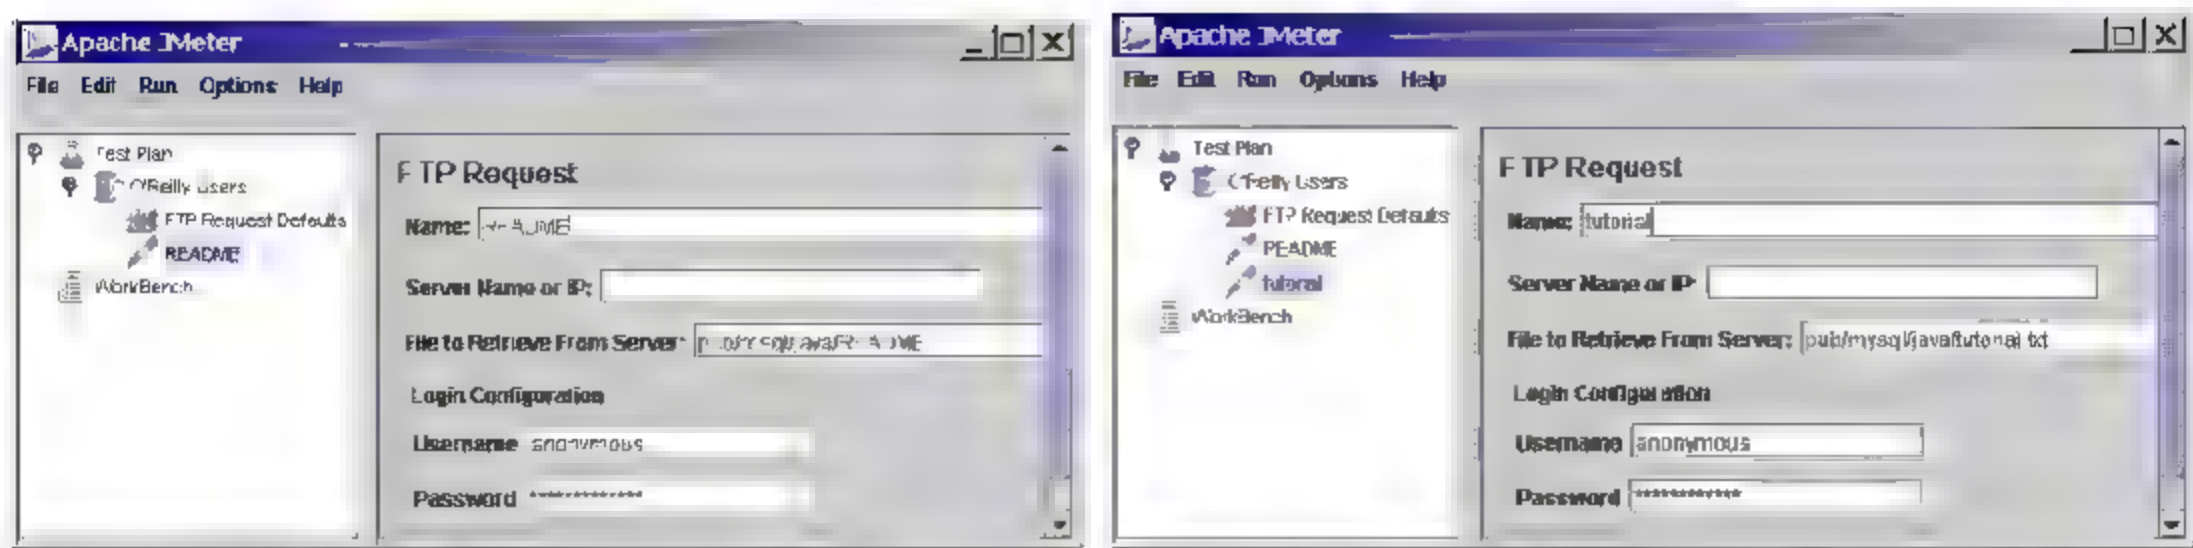 Apache JMeter
File Edit Run Options Help
Test Plan
O'Reilly Users
FTP Request Defaults
README
WorkBench
FTP Request
Name: README
Server Name or IP:
File to Retrieve From Server:
Login Configuration
Username anonymous
Password *************
Apache JMeter
File Edit Run Options Help
Test Plan
O'Reilly Users
FTP Request Defaults
README
tutorial
WorkBench
FTP Request
Name: tutorial
Server Name or IP:
File to Retrieve From Server: pub/mysql/java/tutorial.txt
Login Configuration
Username anonymous
Password ************